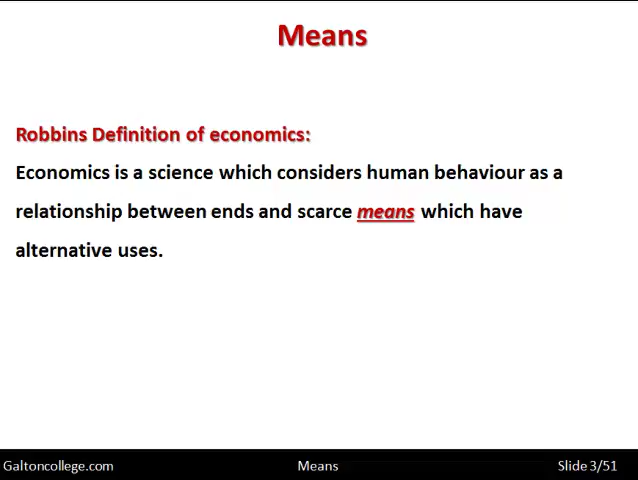 Means
Robbins Definition of economics:
Economics is a science which considers human behaviour as a
relationship between ends and scarce means which have
alternative uses.
Galtoncollege.com
Means
Slide 3/51